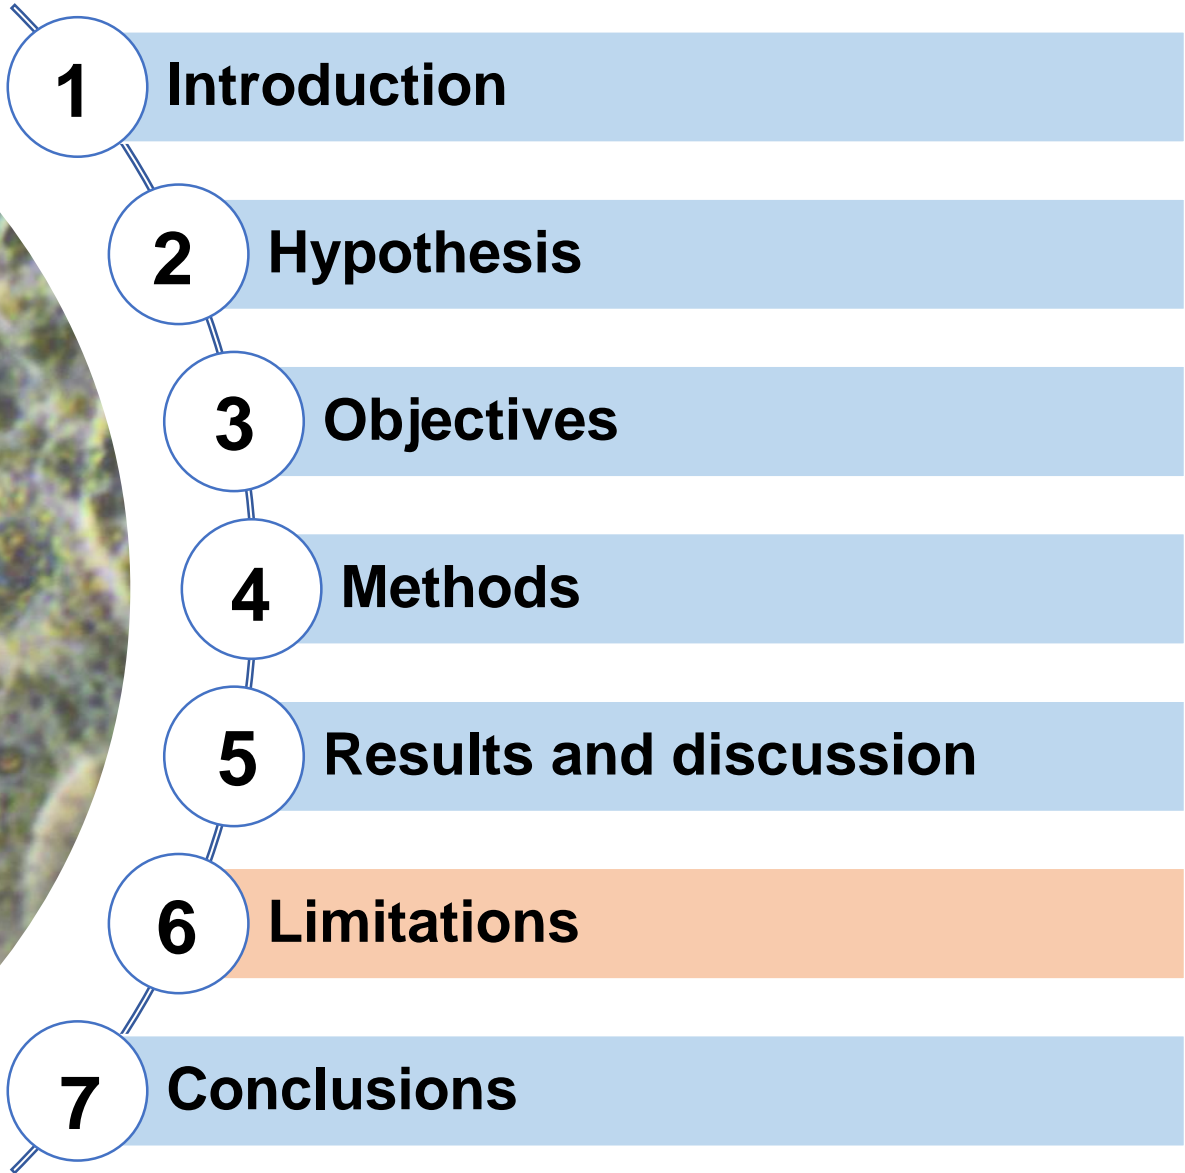 1 Introduction
2 Hypothesis
3 Objectives
4 Methods
5 Results and discussion
6 Limitations
7 Conclusions